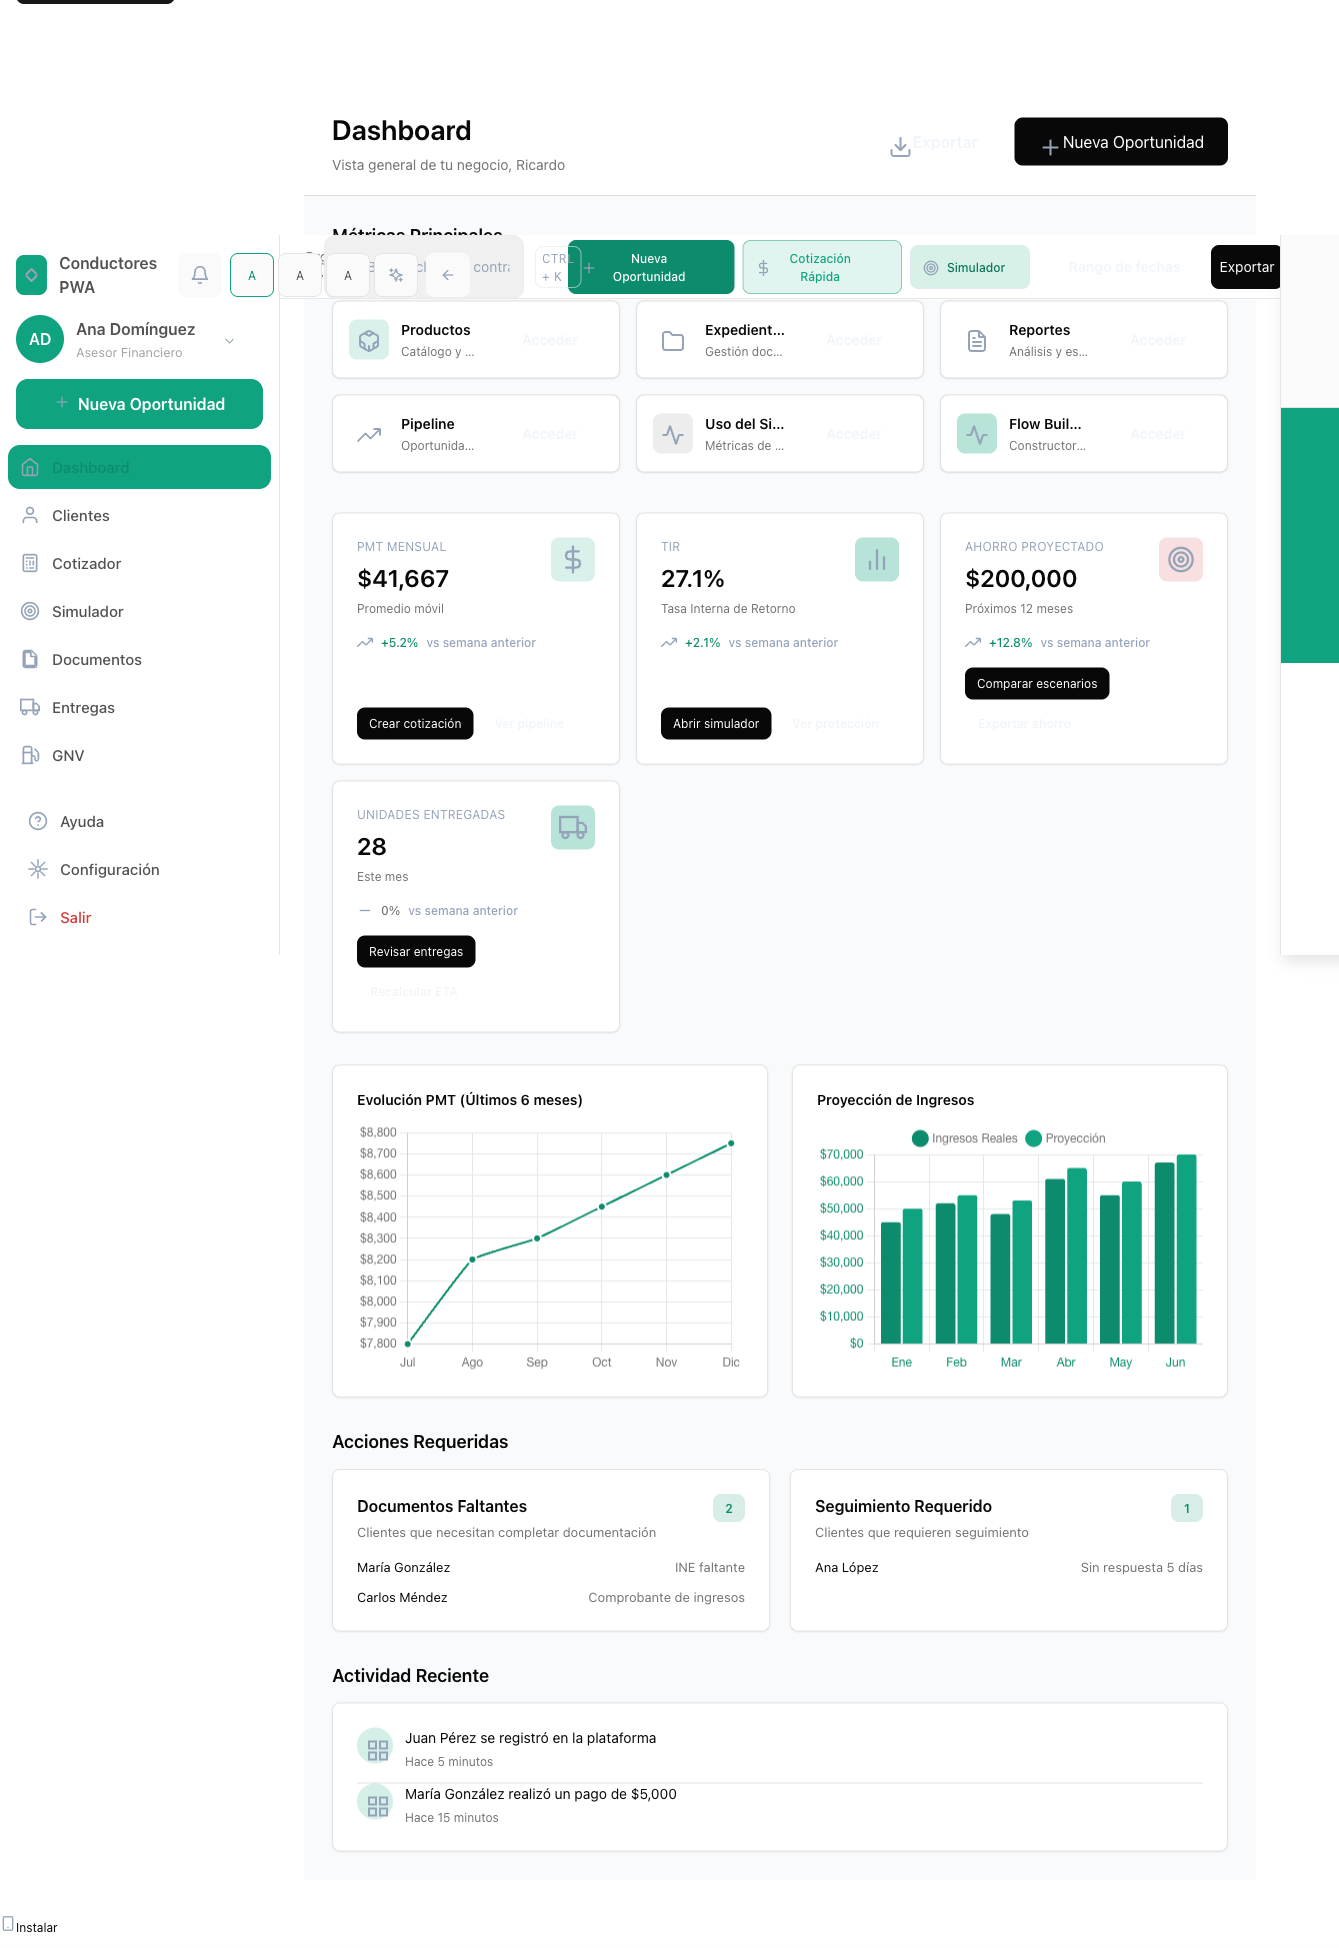 Dashboard
Vista general de tu negocio, Ricardo
Exportar
Nueva Oportunidad
Métricas Principales
Conductores
PWA
A
A
A
CTRL
+ K
Nueva
Oportunidad
Cotización
Rápida
Simulador
Rango de fechas
Exportar
AD
Ana Domínguez
Asesor Financiero
Nueva Oportunidad
Dashboard
Clientes
Cotizador
Simulador
Documentos
Entregas
GNV
Ayuda
Configuración
Salir
Productos
Catálogo y ...
Acceder
Expedient...
Gestión doc...
Acceder
Reportes
Análisis y es...
Acceder
Pipeline
Oportunida...
Acceder
Uso del Si...
Métricas de ...
Acceder
Flow Buil...
Constructor...
Acceder
PMT MENSUAL
$41,667
Promedio móvil
+5.2% vs semana anterior
Crear cotización
Ver pipeline
TIR
27.1%
Tasa Interna de Retorno
+2.1% vs semana anterior
Abrir simulador
Ver protección
AHORRO PROYECTADO
$200,000
Próximos 12 meses
+12.8% vs semana anterior
Comparar escenarios
Exportar ahorro
UNIDADES ENTREGADAS
28
Este mes
0% vs semana anterior
Revisar entregas
Recalcular ETA
Evolución PMT (Últimos 6 meses)
$8,800
$8,700
$8,600
$8,500
$8,400
$8,300
$8,200
$8,100
$8,000
$7,900
$7,800
Jul Ago Sep Oct Nov Dic
Proyección de Ingresos
Ingresos Reales Proyección
$70,000
$60,000
$50,000
$40,000
$30,000
$20,000
$10,000
$0
Ene Feb Mar Abr May Jun
Acciones Requeridas
Documentos Faltantes
2
Clientes que necesitan completar documentación
María González INE faltante
Carlos Méndez Comprobante de ingresos
Seguimiento Requerido
1
Clientes que requieren seguimiento
Ana López Sin respuesta 5 días
Actividad Reciente
Juan Pérez se registró en la plataforma
Hace 5 minutos
María González realizó un pago de $5,000
Hace 15 minutos
Instalar